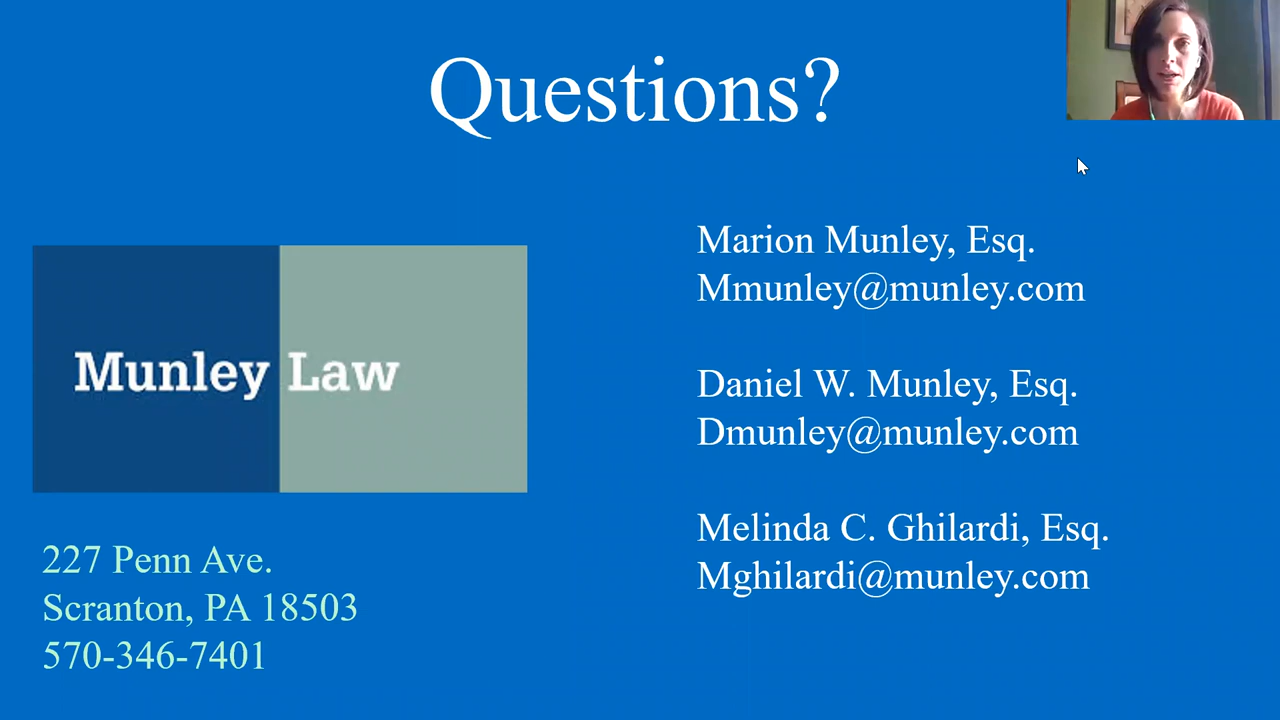 Questions?
Munley Law
227 Penn Ave.
Scranton, PA 18503
570-346-7401
Marion Munley, Esq.
Mmunley@munley.com
Daniel W. Munley, Esq.
Dmunley@munley.com
Melinda C. Ghilardi, Esq.
Mghilardi@munley.com